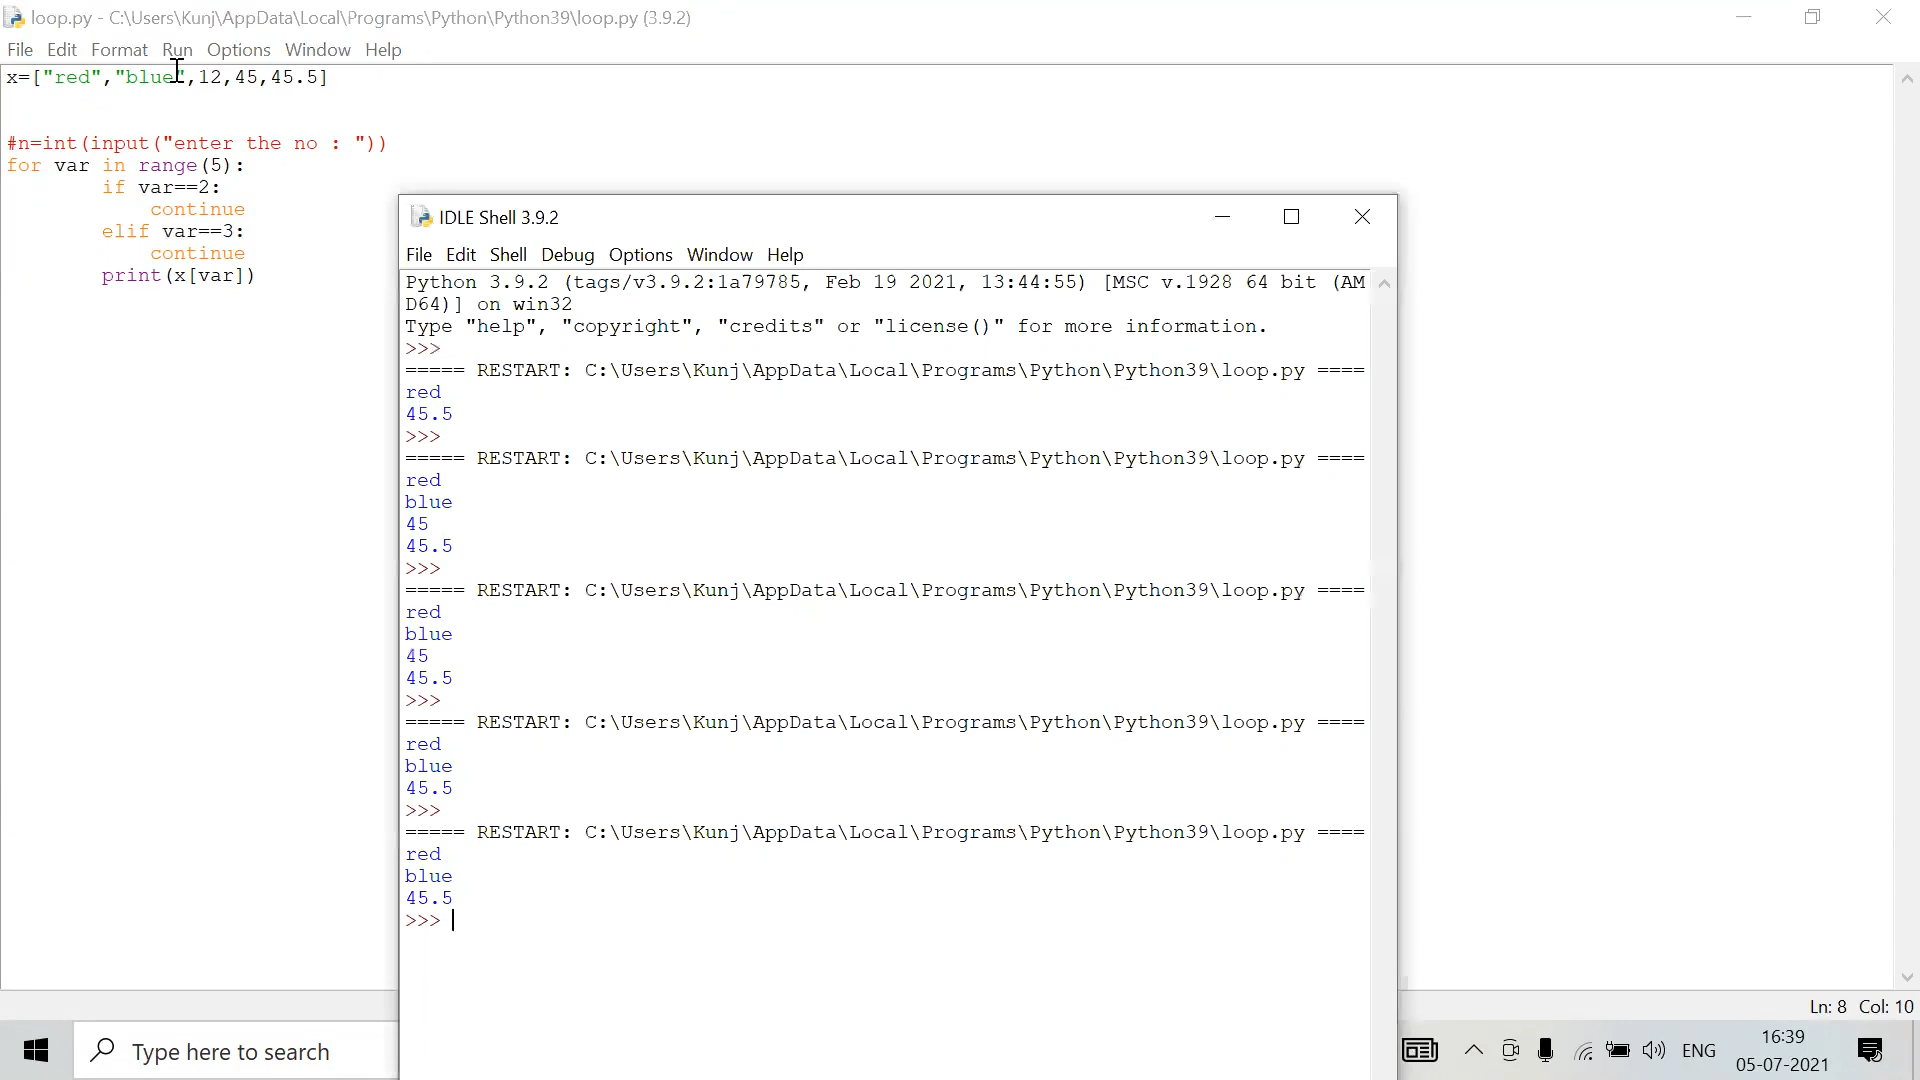 loop.py - C:\Users\Kunj\AppData\Local\Programs\Python\Python39\loop.py (3.9.2)
File Edit Format Run Options Window Help
x=["red","blue",12,45,45.5]
#n=int(input("enter the no : "))
for var in range(5):
        if var==2:
            continue
        elif var==3:
            continue
        print(x[var])
IDLE Shell 3.9.2
File Edit Shell Debug Options Window Help
Python 3.9.2 (tags/v3.9.2:1a79785, Feb 19 2021, 13:44:55) [MSC v.1928 64 bit (AM
D64)] on win32
Type "help", "copyright", "credits" or "license()" for more information.
>>>
===== RESTART: C:\Users\Kunj\AppData\Local\Programs\Python\Python39\loop.py ====
red
45.5
>>>
===== RESTART: C:\Users\Kunj\AppData\Local\Programs\Python\Python39\loop.py ====
red
blue
45
45.5
>>>
===== RESTART: C:\Users\Kunj\AppData\Local\Programs\Python\Python39\loop.py ====
red
blue
45
45.5
>>>
===== RESTART: C:\Users\Kunj\AppData\Local\Programs\Python\Python39\loop.py ====
red
blue
45.5
>>>
===== RESTART: C:\Users\Kunj\AppData\Local\Programs\Python\Python39\loop.py ====
red
blue
45.5
>>>
Ln: 8 Col: 10
Type here to search
ENG
16:39
05-07-2021